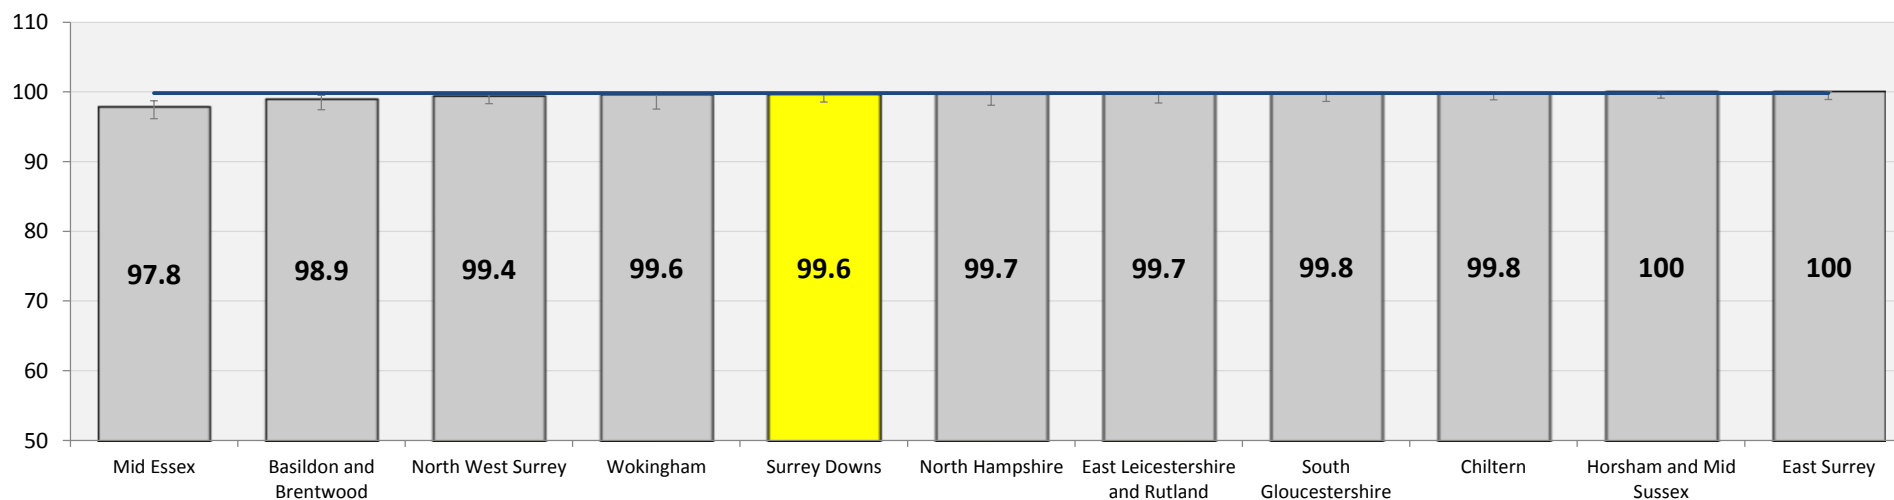 110
100
90
80
70
60
50
97.8
98.9
99.4
99.6
99.6
99.7
99.7
99.8
99.8
100
100
Mid Essex
Basildon and
Brentwood
North West Surrey
Wokingham
Surrey Downs
North Hampshire
East Leicestershire
and Rutland
South
Gloucestershire
Chiltern
Horsham and Mid
Sussex
East Surrey